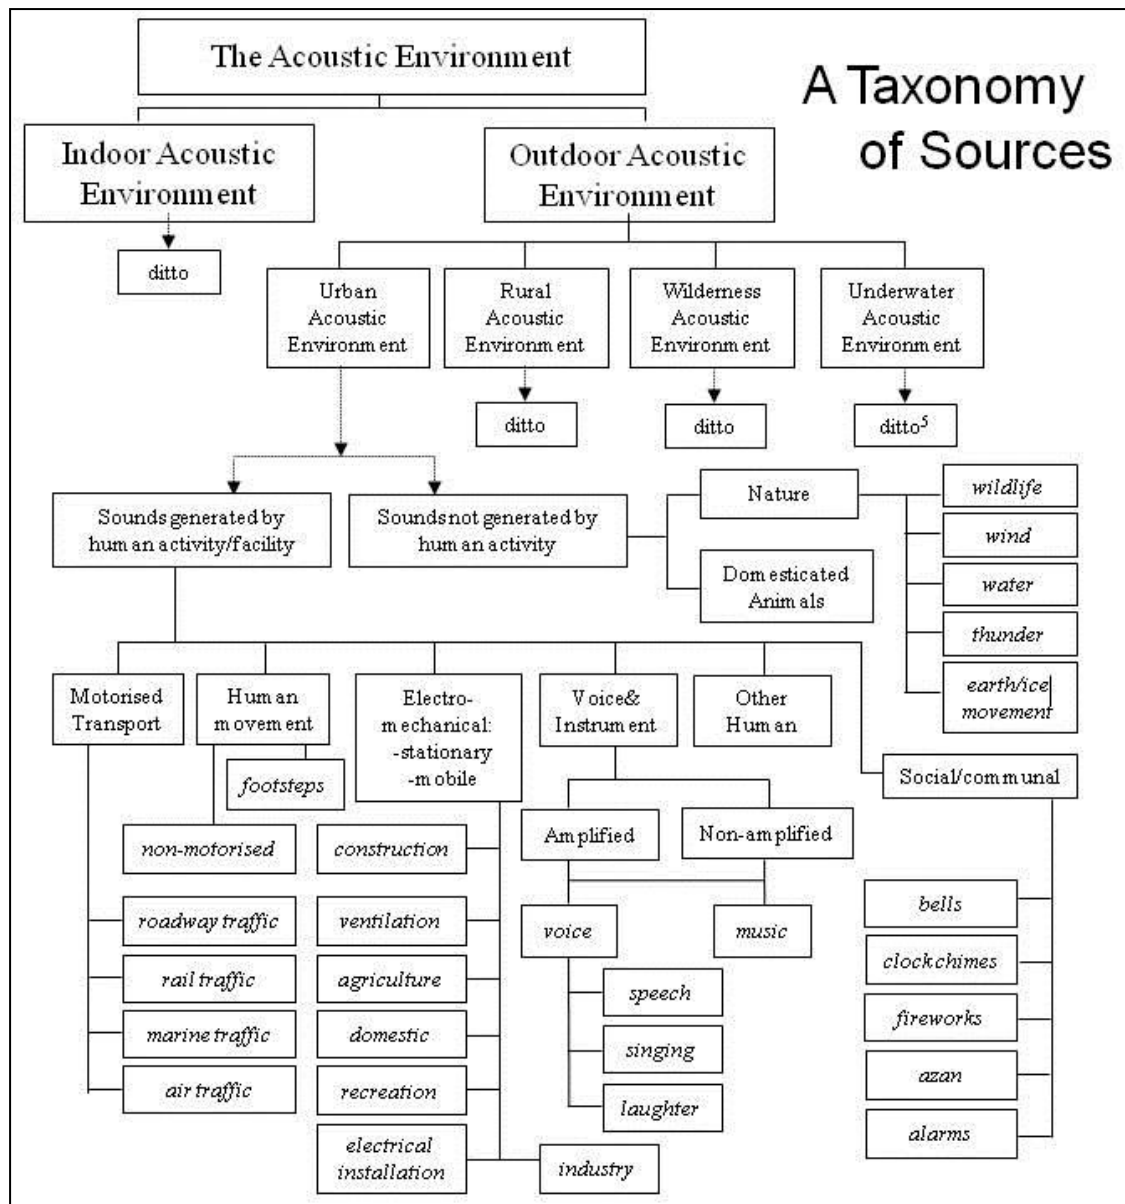 The Acoustic Environment
A Taxonomy
of Sources
Indoor Acoustic
Environment
Outdoor Acoustic
Environment
ditto
Urban
Acoustic
Environment
Rural
Acoustic
Environment
Wilderness
Acoustic
Environment
Underwater
Acoustic
Environment
ditto
ditto
ditto5
Sounds generated by
human activity/facility
Sounds not generated by
human activity
Nature
Domesticated
Animals
wildlife
wind
water
thunder
earth/ice
movement
Motorised
Transport
Human
movement
Electro-
mechanical:
-stationary
-mobile
Voice&
Instrument
Other
Human
Social/communal
footsteps
non-motorised
roadway traffic
rail traffic
marine traffic
air traffic
construction
ventilation
agriculture
domestic
recreation
electrical
installation
industry
Amplified
Non-amplified
voice
music
speech
singing
laughter
bells
clock chimes
fireworks
azan
alarms